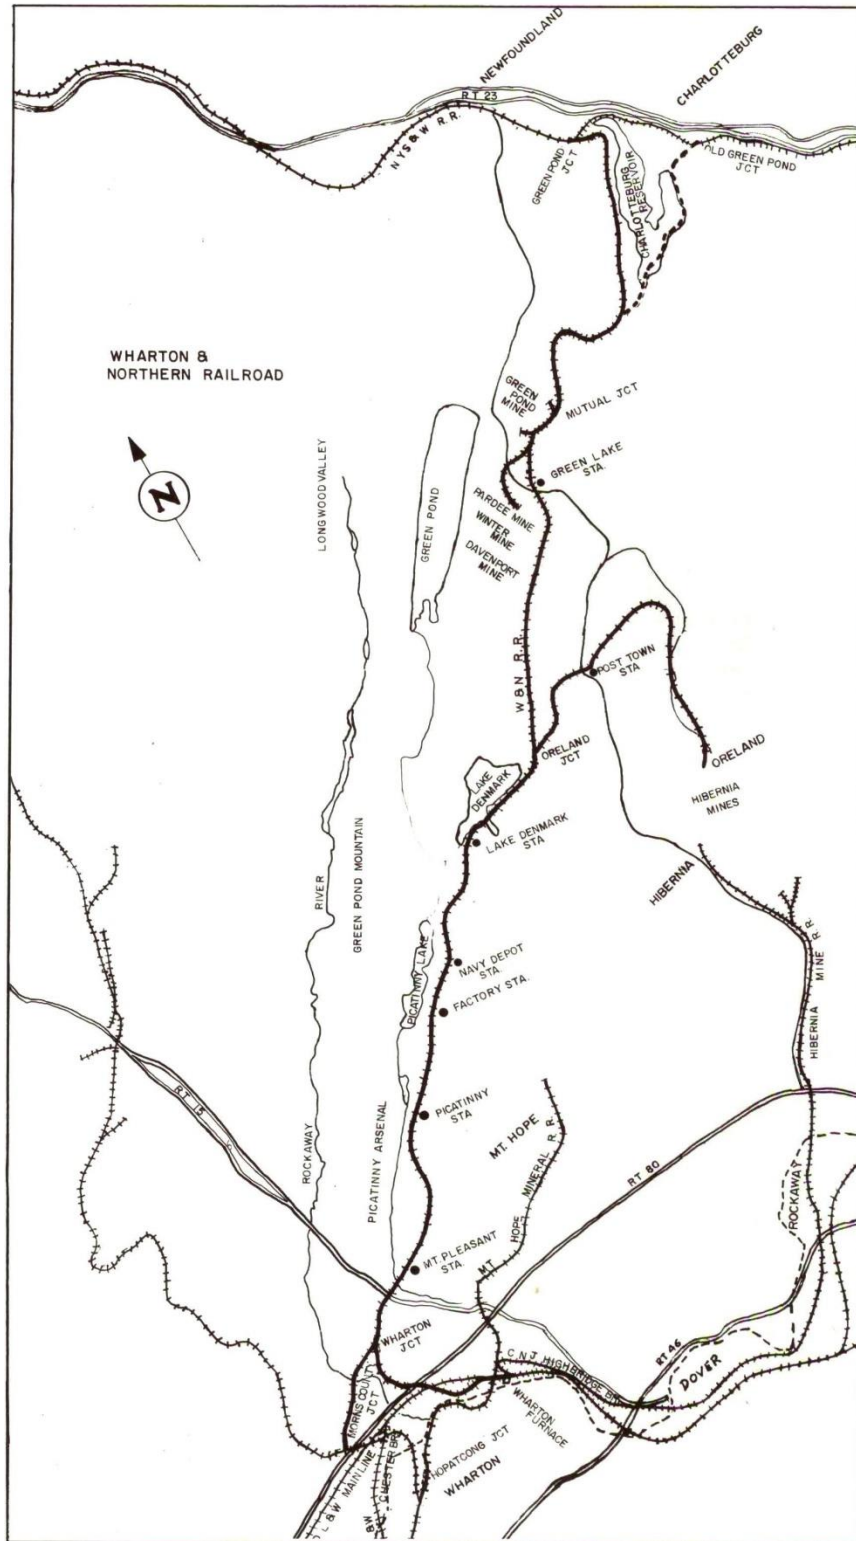 NEWFOUNDLAND
CHARLOTTEBURG
RT 23
NYS&W R.R.
GREEN POND
JCT
CHARLOTTEBURG
RESERVOIR
OLD GREEN POND
JCT
WHARTON &
NORTHERN RAILROAD
N
GREEN
POND
MINE
MUTUAL JCT
GREEN LAKE
STA.
LONGWOOD VALLEY
GREEN POND
PARDEE MINE
WINTER
MINE
DAVENPORT
MINE
W & N R.R.
POST TOWN
STA
ORELAND
JCT
ORELAND
LAKE
DENMARK
HIBERNIA
MINES
LAKE DENMARK
STA
RIVER
GREEN POND MOUNTAIN
HIBERNIA
PICATINNY LAKE
NAVY DEPOT
STA.
FACTORY STA.
HIBERNIA MINE R.R.
RT 15
PICATINNY
STA
MT. HOPE
MT. HOPE MINERAL R.R.
RT 80
ROCKAWAY
PICATINNY ARSENAL
ROCKAWAY
MT. PLEASANT
STA.
WHARTON
JCT
CNJ HIGHBRIDGE BR
RT 46
DOVER
MORRIS COUNTY
JCT
WHARTON
FURNACE
HOPATCONG JCT
WHARTON
D L & W MAIN LINE
CHESTER BR